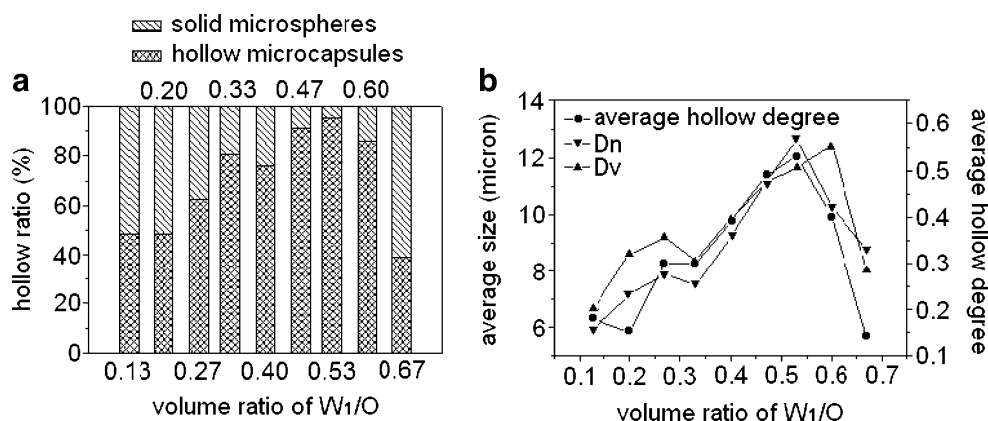 solid microspheres
hollow microcapsules
a
0.20 0.33 0.47 0.60
100
80
60
40
20
0
hollow ratio (%)
0.13 0.27 0.40 0.53 0.67
volume ratio of W1/O
b
average hollow degree
Dn
Dv
14
12
10
8
6
average size (micron)
0.6
0.5
0.4
0.3
0.2
0.1
average hollow degree
0.1 0.2 0.3 0.4 0.5 0.6 0.7
volume ratio of W1/O